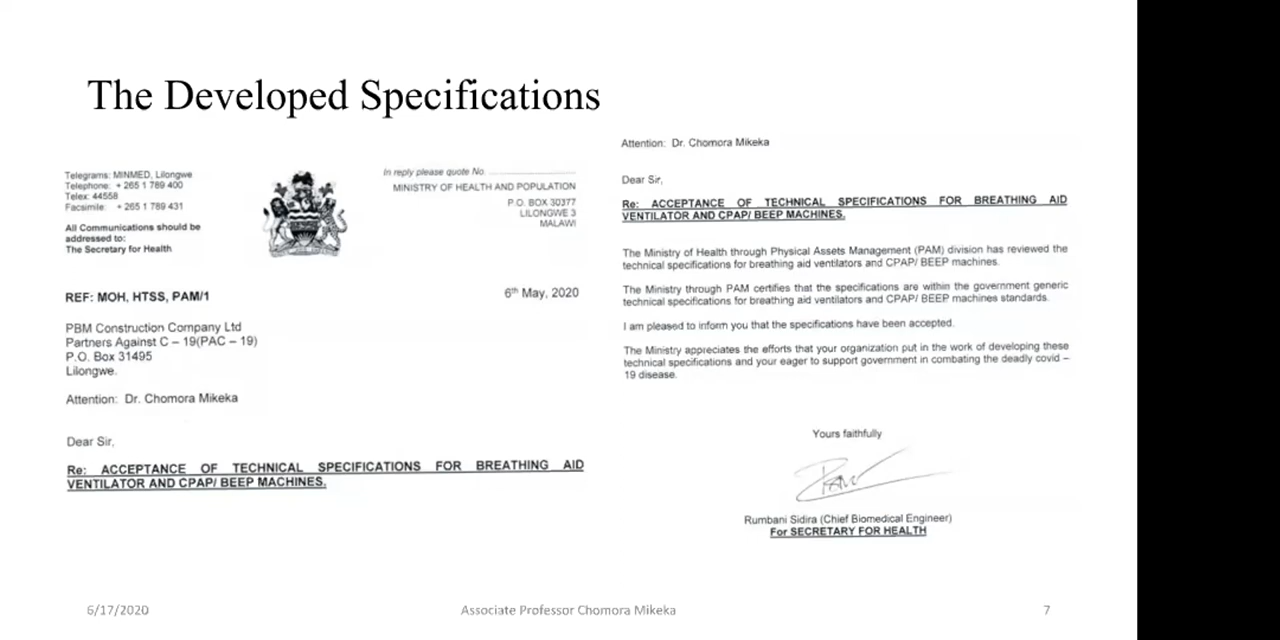 The Developed Specifications
Telegrams: MINMED, Lilongwe
Telephone: + 265 1 789 400
Telex: 44558
Facsimile: + 265 1 789 431
All Communications should be
addressed to:
The Secretary for Health
In reply please quote No.
MINISTRY OF HEALTH AND POPULATION
P.O. BOX 30377
LILONGWE 3
MALAWI
REF: MOH, HTSS, PAM/1
6th May, 2020
PBM Construction Company Ltd
Partners Against C – 19(PAC – 19)
P.O. Box 31495
Lilongwe.
Attention: Dr. Chomora Mikeka
Dear Sir,
Re: ACCEPTANCE OF TECHNICAL SPECIFICATIONS FOR BREATHING AID
VENTILATOR AND CPAP/ BEEP MACHINES.
Attention: Dr. Chomora Mikeka
Dear Sir,
Re: ACCEPTANCE OF TECHNICAL SPECIFICATIONS FOR BREATHING AID
VENTILATOR AND CPAP/ BEEP MACHINES.
The Ministry of Health through Physical Assets Management (PAM) division has reviewed the
technical specifications for breathing aid ventilators and CPAP/ BEEP machines.
The Ministry through PAM certifies that the specifications are within the government generic
technical specifications for breathing aid ventilators and CPAP/ BEEP machines standards.
I am pleased to inform you that the specifications have been accepted.
The Ministry appreciates the efforts that your organization put in the work of developing these
technical specifications and your eager to support government in combating the deadly covid –
19 disease.
Yours faithfully
Rumbani Sidira (Chief Biomedical Engineer)
For SECRETARY FOR HEALTH
6/17/2020
Associate Professor Chomora Mikeka
7